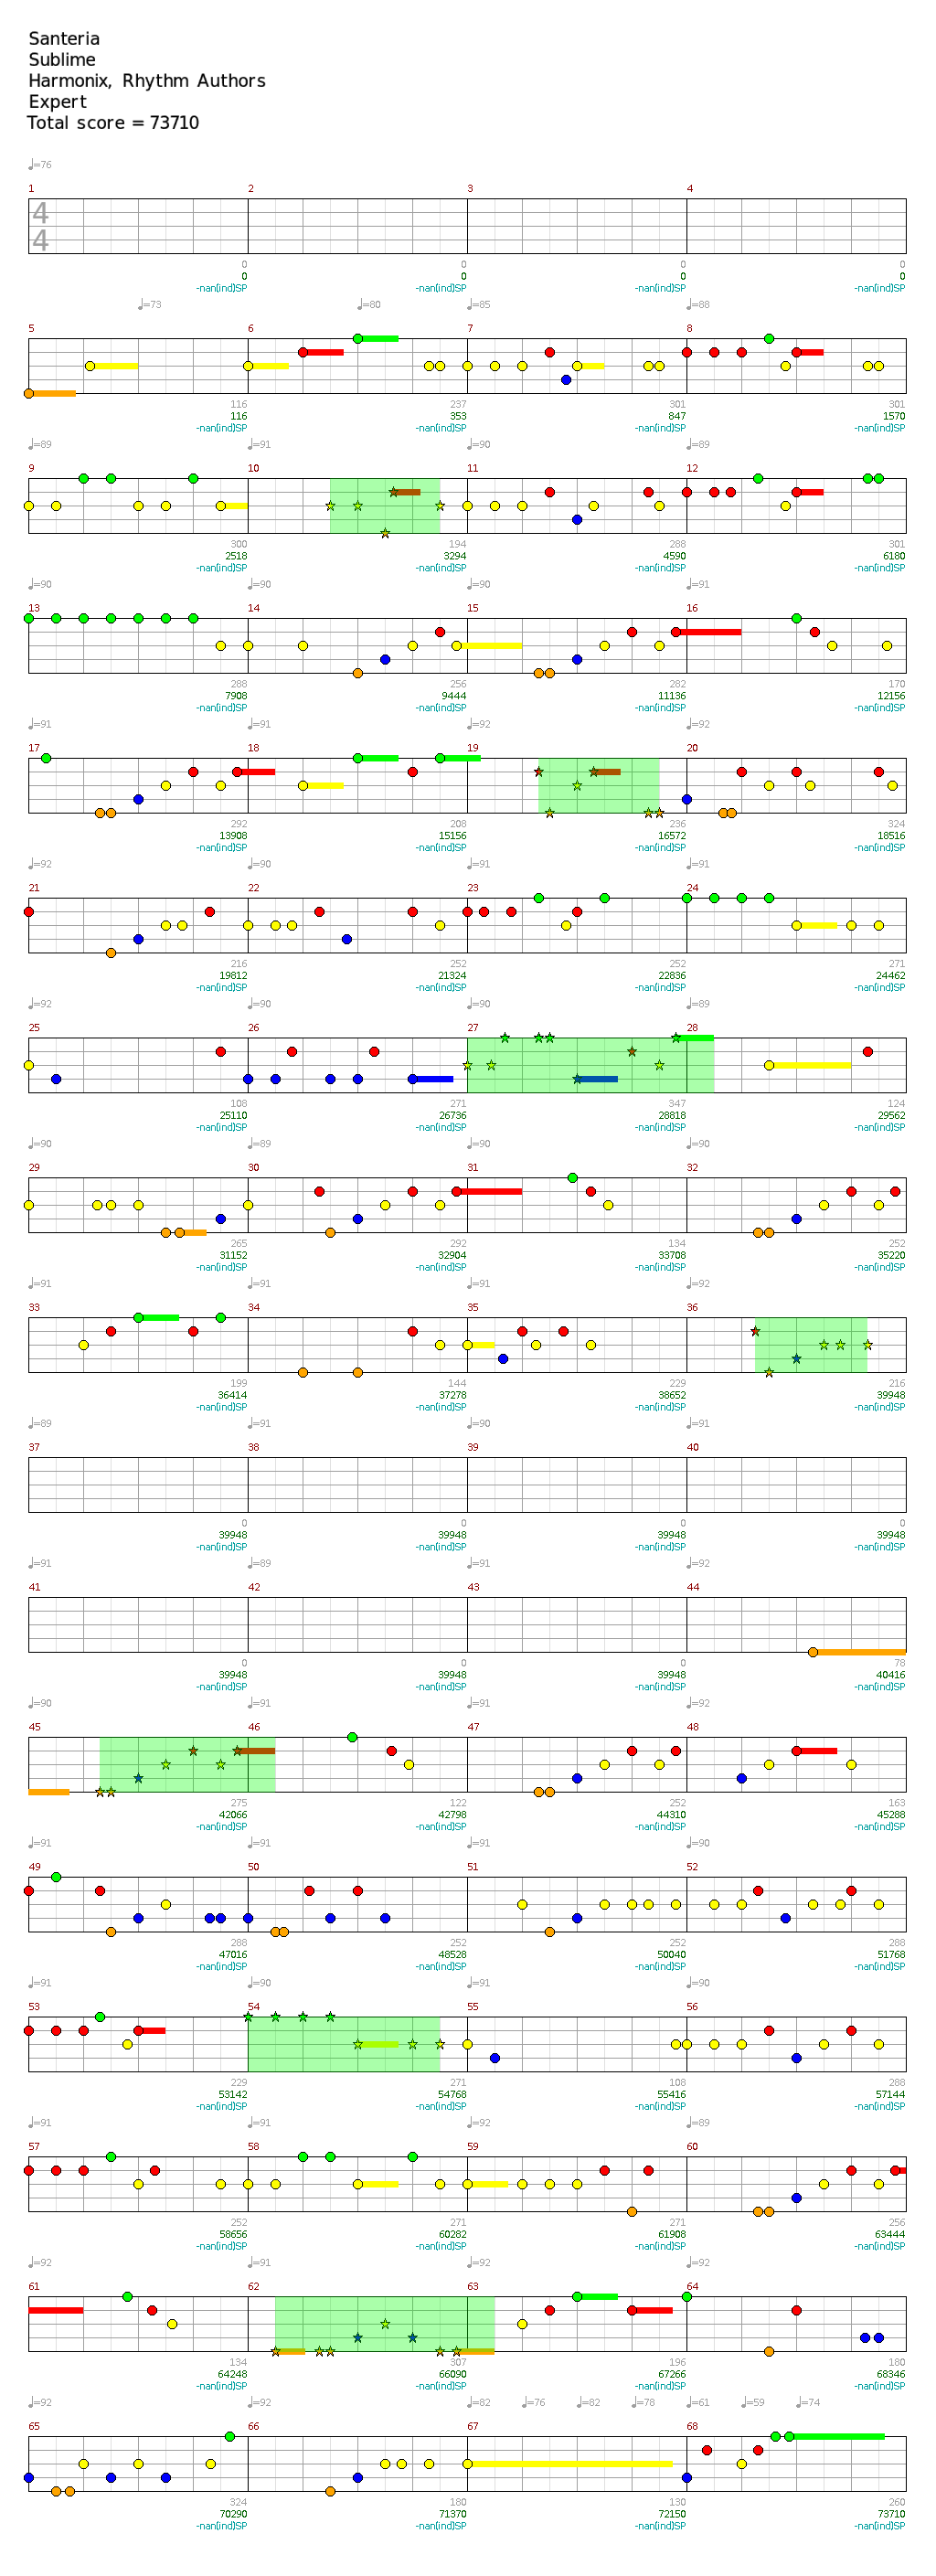 Santeria
Sublime
Harmonix, Rhythm Authors
Expert
Total score = 73710
♩=76
1 2 3 4
4
4
0 0 0 0
0 0 0 0
-nan(ind)SP -nan(ind)SP -nan(ind)SP -nan(ind)SP
♩=73 ♩=80 ♩=85 ♩=88
5 6 7 8
116 237 301 301
116 353 847 1570
-nan(ind)SP -nan(ind)SP -nan(ind)SP -nan(ind)SP
♩=89 ♩=91 ♩=90 ♩=89
9 10 11 12
300 194 288 301
2518 3294 4590 6180
-nan(ind)SP -nan(ind)SP -nan(ind)SP -nan(ind)SP
♩=90 ♩=90 ♩=90 ♩=91
13 14 15 16
288 256 282 170
7908 9444 11136 12156
-nan(ind)SP -nan(ind)SP -nan(ind)SP -nan(ind)SP
♩=91 ♩=91 ♩=92 ♩=92
17 18 19 20
292 208 236 324
13908 15156 16572 18516
-nan(ind)SP -nan(ind)SP -nan(ind)SP -nan(ind)SP
♩=92 ♩=90 ♩=91 ♩=91
21 22 23 24
216 252 252 271
19812 21324 22836 24462
-nan(ind)SP -nan(ind)SP -nan(ind)SP -nan(ind)SP
♩=92 ♩=90 ♩=90 ♩=89
25 26 27 28
108 271 347 124
25110 26736 28818 29562
-nan(ind)SP -nan(ind)SP -nan(ind)SP -nan(ind)SP
♩=90 ♩=89 ♩=90 ♩=90
29 30 31 32
265 292 134 252
31152 32904 33708 35220
-nan(ind)SP -nan(ind)SP -nan(ind)SP -nan(ind)SP
♩=91 ♩=91 ♩=91 ♩=92
33 34 35 36
199 144 229 216
36414 37278 38652 39948
-nan(ind)SP -nan(ind)SP -nan(ind)SP -nan(ind)SP
♩=89 ♩=91 ♩=90 ♩=91
37 38 39 40
0 0 0 0
39948 39948 39948 39948
-nan(ind)SP -nan(ind)SP -nan(ind)SP -nan(ind)SP
♩=91 ♩=89 ♩=91 ♩=92
41 42 43 44
0 0 0 78
39948 39948 39948 40416
-nan(ind)SP -nan(ind)SP -nan(ind)SP -nan(ind)SP
♩=90 ♩=91 ♩=91 ♩=92
45 46 47 48
275 122 252 163
42066 42798 44310 45288
-nan(ind)SP -nan(ind)SP -nan(ind)SP -nan(ind)SP
♩=91 ♩=91 ♩=91 ♩=90
49 50 51 52
288 252 252 288
47016 48528 50040 51768
-nan(ind)SP -nan(ind)SP -nan(ind)SP -nan(ind)SP
♩=91 ♩=90 ♩=91 ♩=90
53 54 55 56
229 271 108 288
53142 54768 55416 57144
-nan(ind)SP -nan(ind)SP -nan(ind)SP -nan(ind)SP
♩=91 ♩=91 ♩=92 ♩=89
57 58 59 60
252 271 271 256
58656 60282 61908 63444
-nan(ind)SP -nan(ind)SP -nan(ind)SP -nan(ind)SP
♩=92 ♩=91 ♩=92 ♩=92
61 62 63 64
134 307 196 180
64248 66090 67266 68346
-nan(ind)SP -nan(ind)SP -nan(ind)SP -nan(ind)SP
♩=92 ♩=92 ♩=82 ♩=76 ♩=82 ♩=78 ♩=61 ♩=59 ♩=74
65 66 67 68
324 180 130 260
70290 71370 72150 73710
-nan(ind)SP -nan(ind)SP -nan(ind)SP -nan(ind)SP